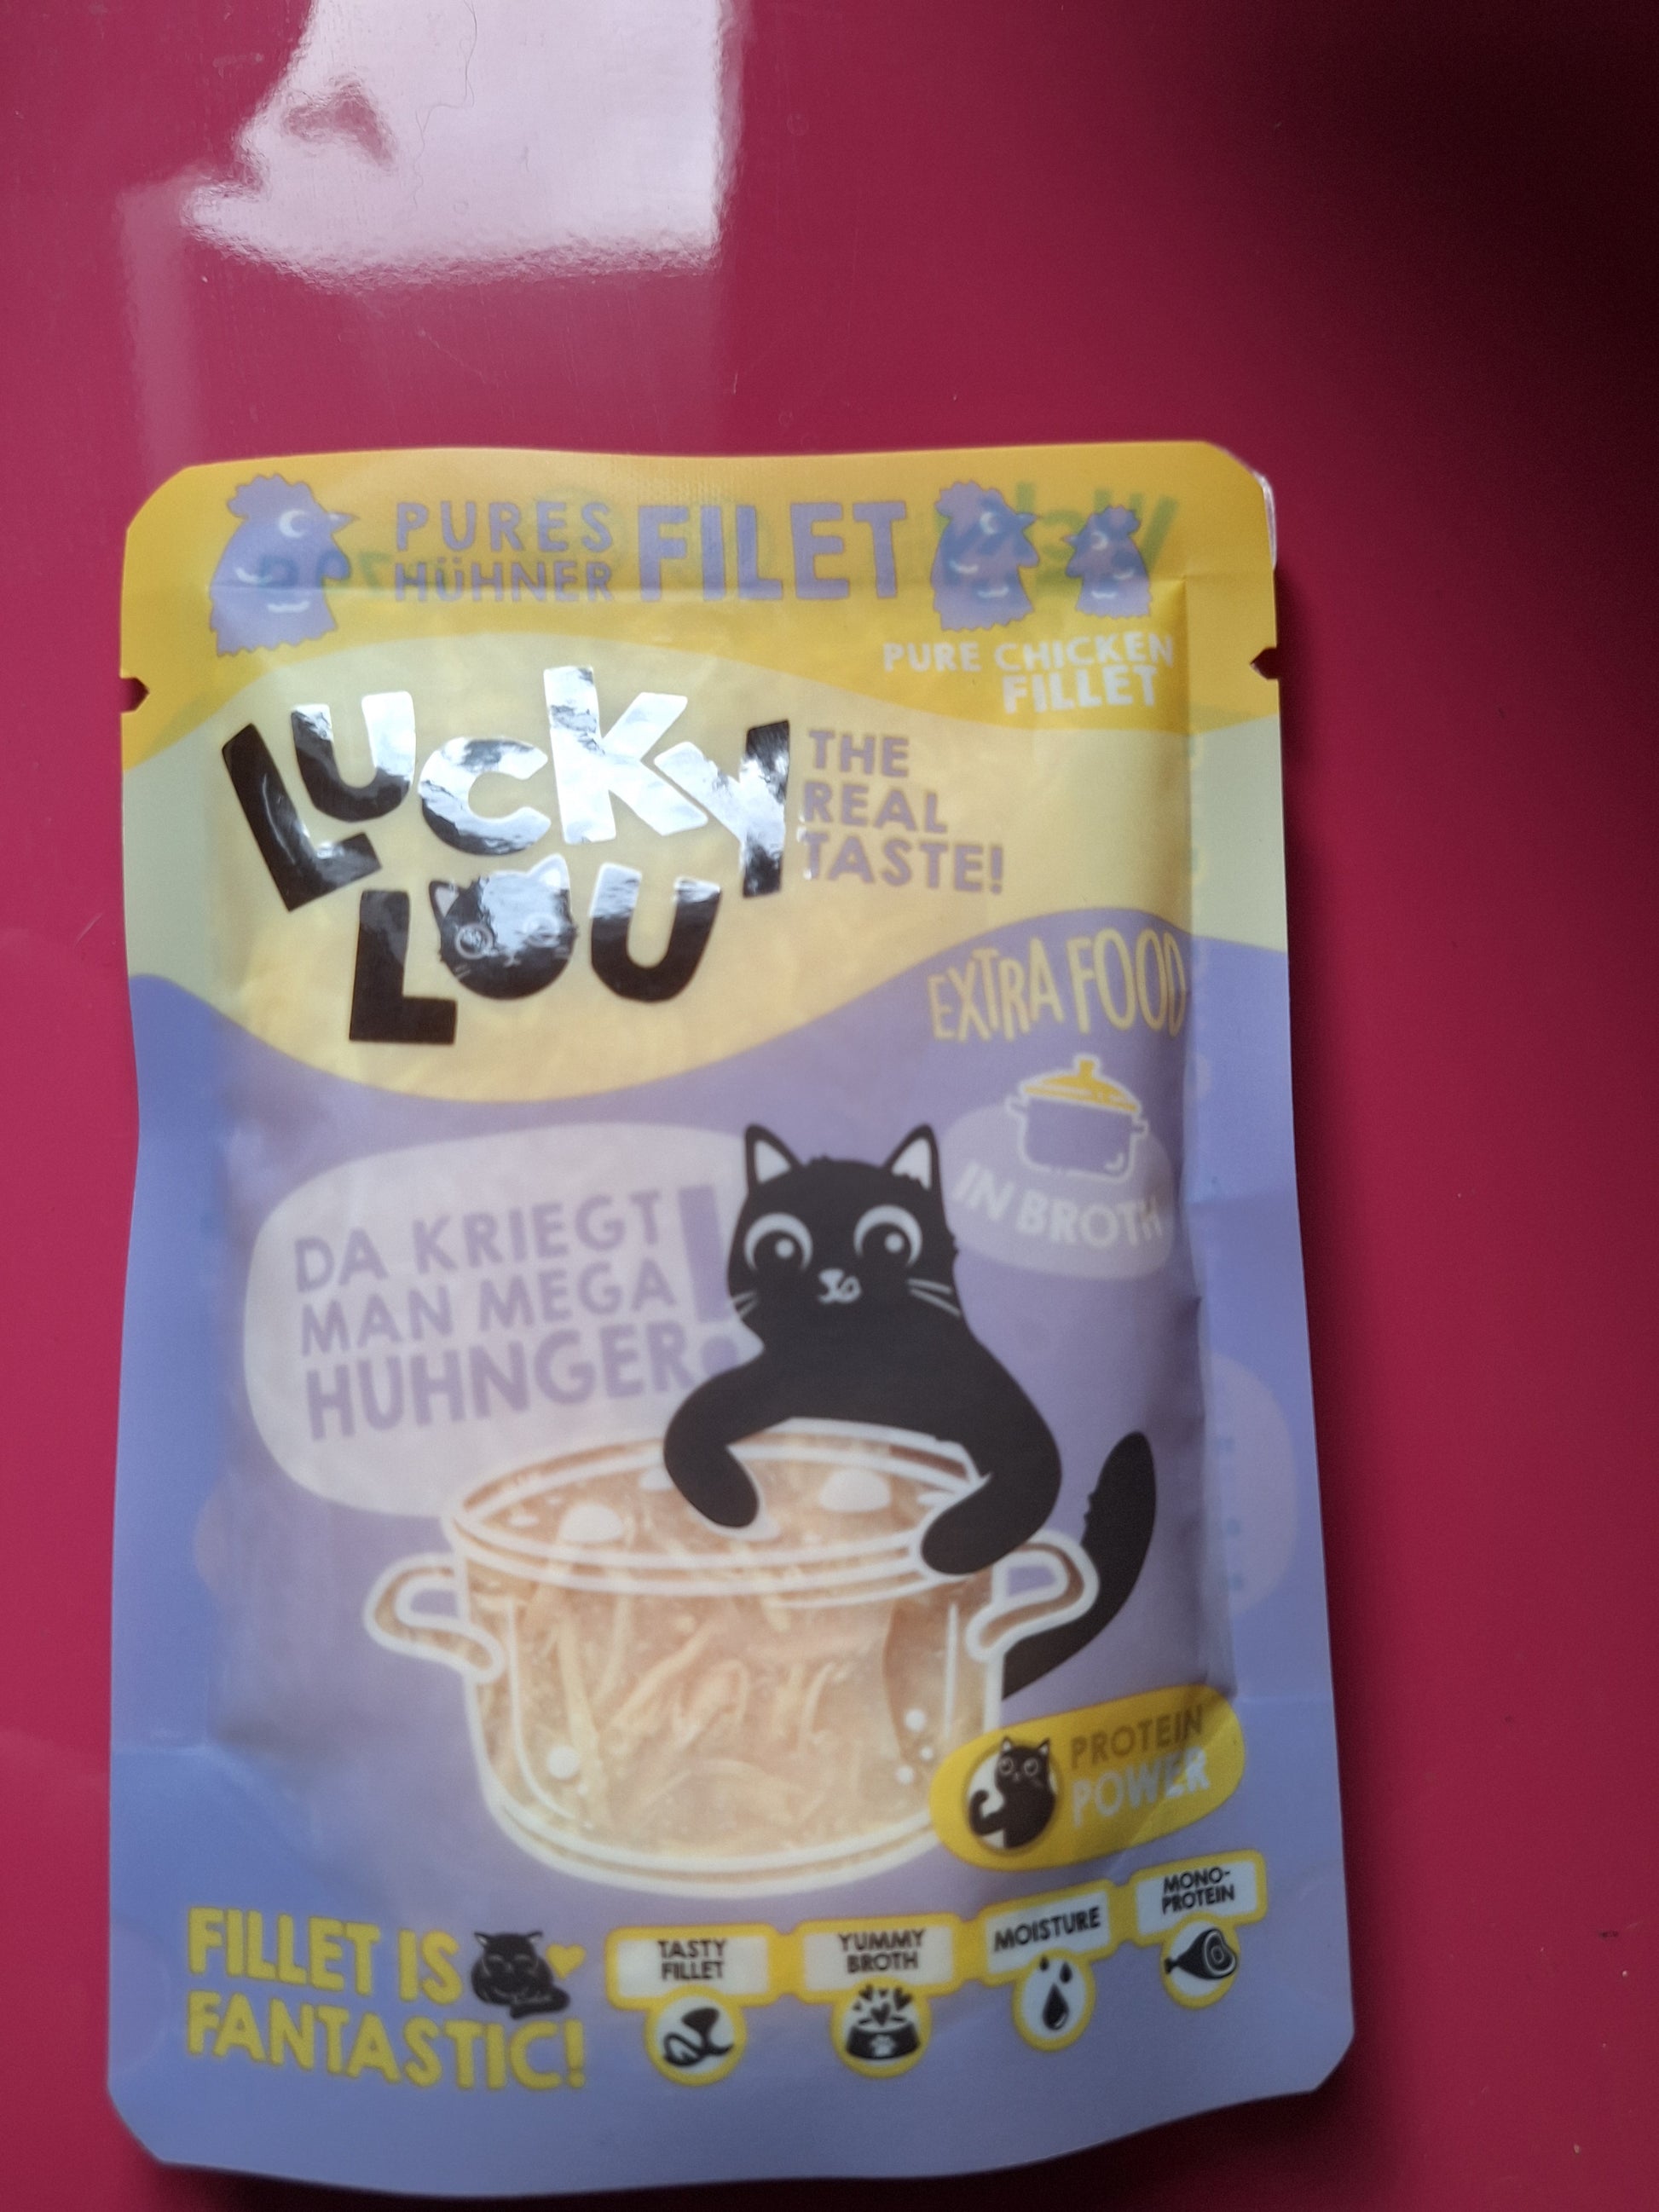 PURES
HÜHNER
FILET
PURE CHICKEN
FILLET
LUCKY
LOU
THE
REAL
TASTE!
EXTRA FOOD
IN BROTH
DA KRIEGT
MAN MEGA
HUHNGER!
PROTEIN
POWER
FILLET IS
FANTASTIC!
TASTY
FILLET
YUMMY
BROTH
MOISTURE
MONO-
PROTEIN